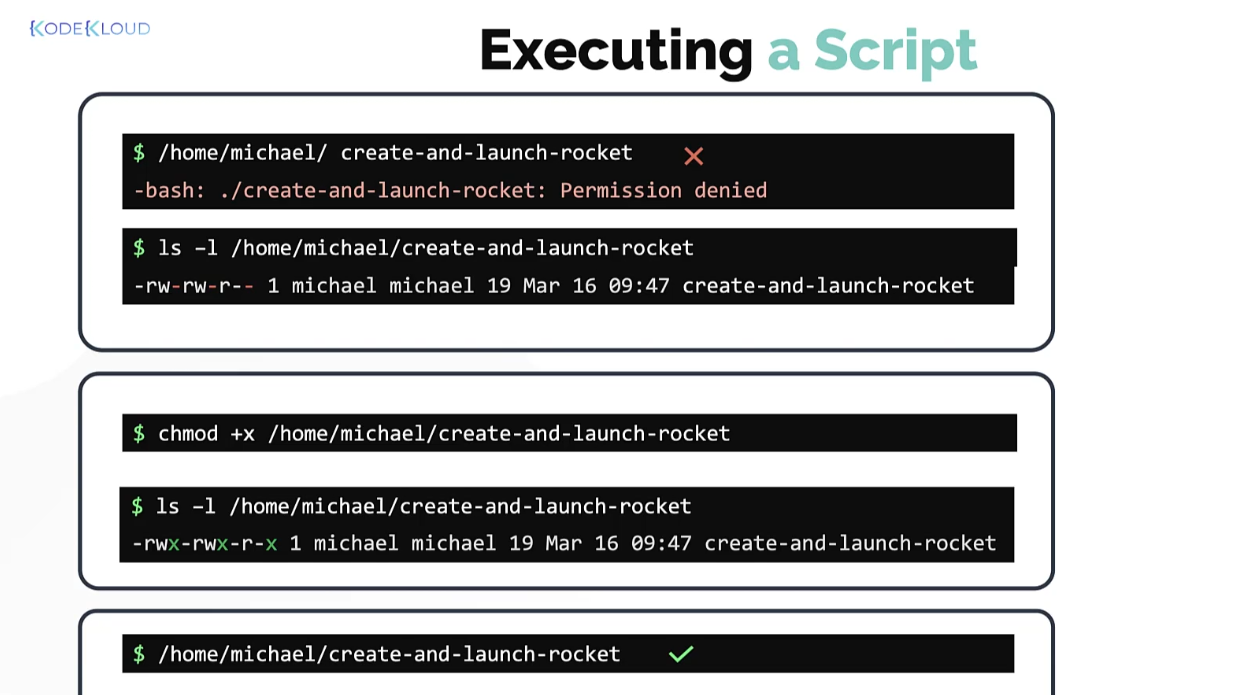 {KODE{KLOUD
Executing a Script
$ /home/michael/ create-and-launch-rocket ✕
-bash: ./create-and-launch-rocket: Permission denied
$ ls –l /home/michael/create-and-launch-rocket
-rw-rw-r-- 1 michael michael 19 Mar 16 09:47 create-and-launch-rocket
$ chmod +x /home/michael/create-and-launch-rocket
$ ls –l /home/michael/create-and-launch-rocket
-rwx-rwx-r-x 1 michael michael 19 Mar 16 09:47 create-and-launch-rocket
$ /home/michael/create-and-launch-rocket ✓